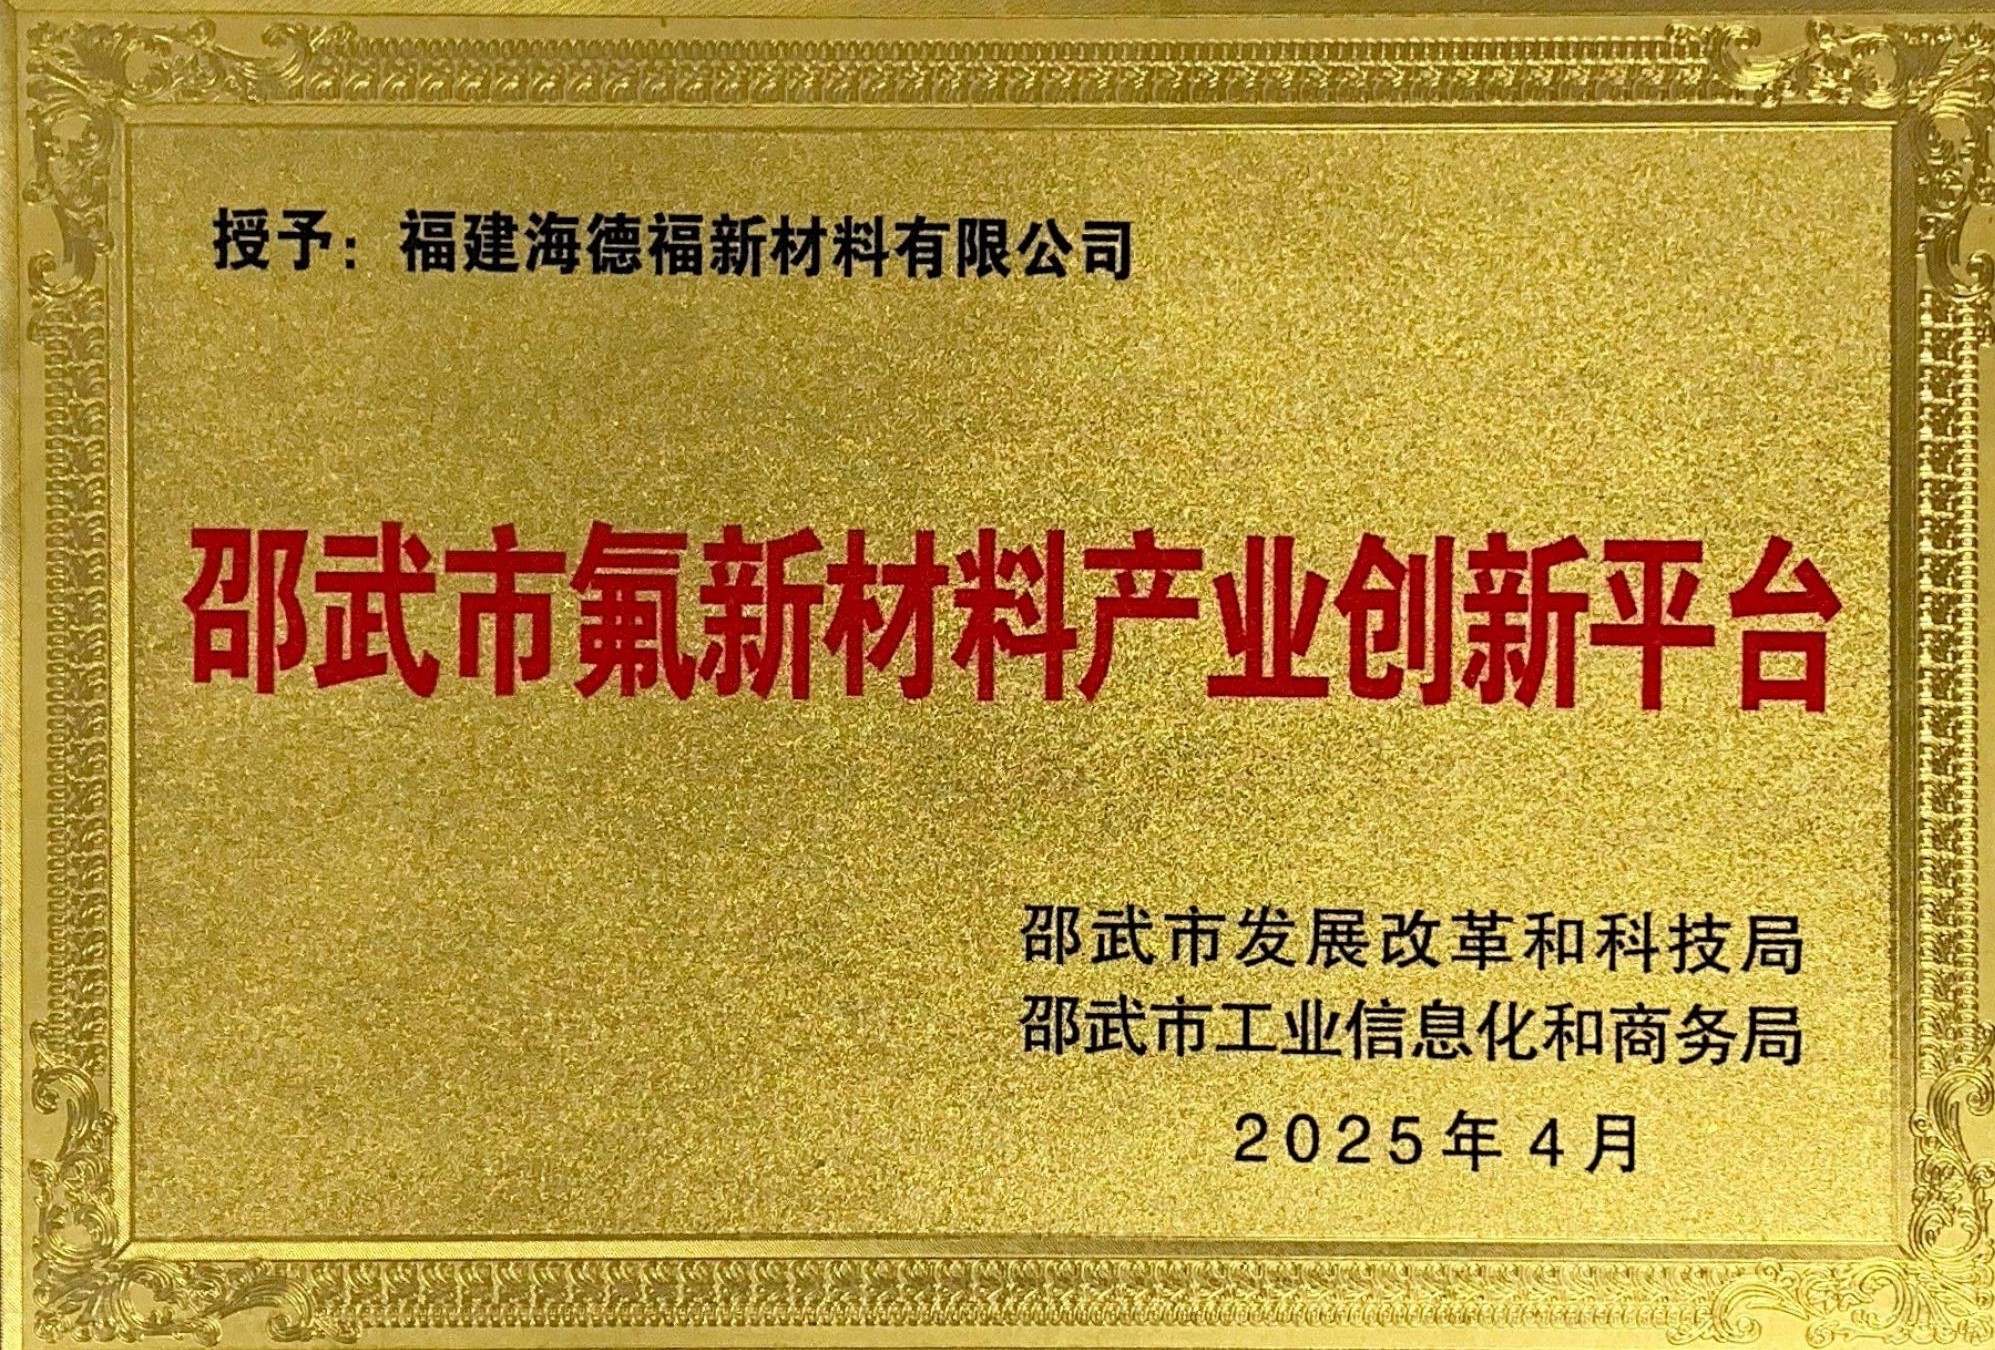 授予：福建海德福新材料有限公司
邵武市氟新材料产业创新平台
邵武市发展改革和科技局
邵武市工业信息化和商务局
2025年4月